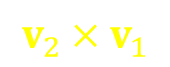 v₂ × v₁